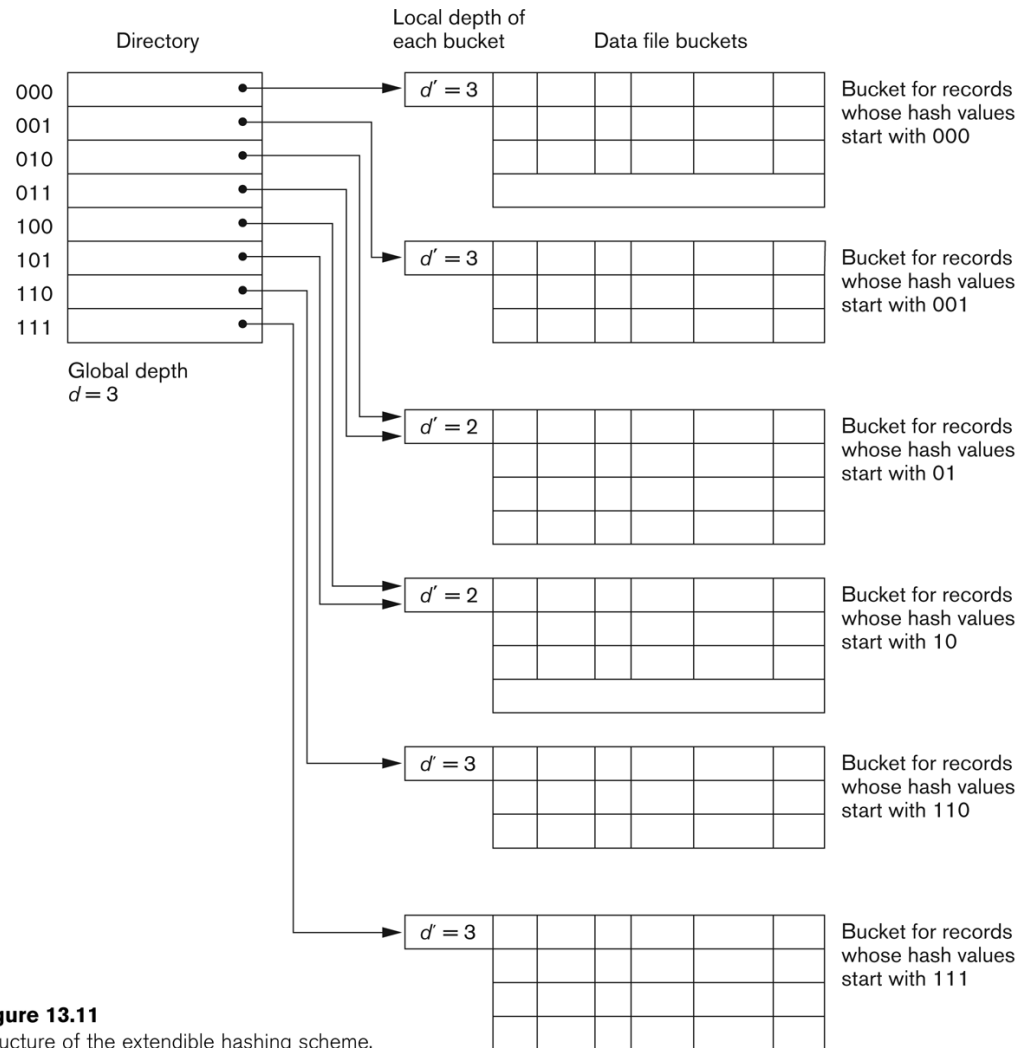 Directory
Local depth of
each bucket
Data file buckets
000
001
010
011
100
101
110
111
Global depth
d = 3
d′ = 3
Bucket for records
whose hash values
start with 000
d′ = 3
Bucket for records
whose hash values
start with 001
d′ = 2
Bucket for records
whose hash values
start with 01
d′ = 2
Bucket for records
whose hash values
start with 10
d′ = 3
Bucket for records
whose hash values
start with 110
d′ = 3
Bucket for records
whose hash values
start with 111
gure 13.11
ucture of the extendible hashing scheme.